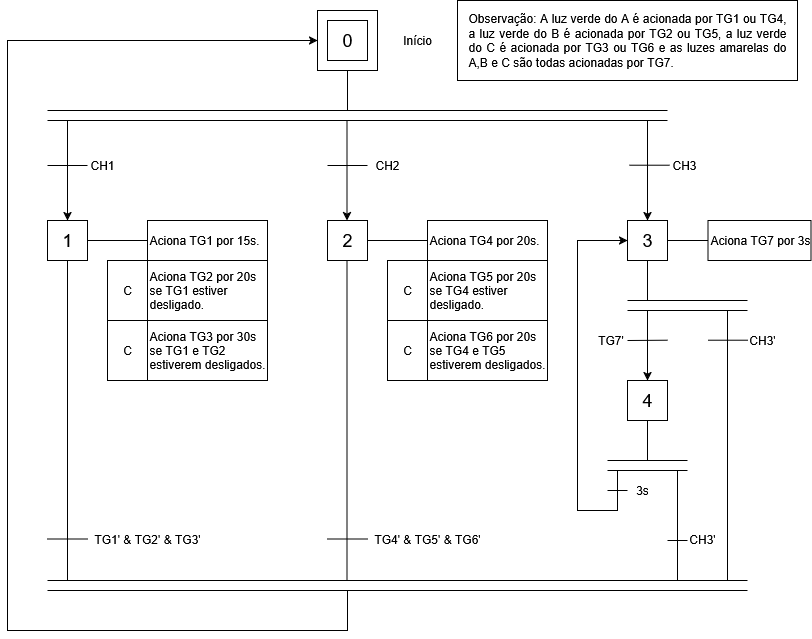 0
Início
Observação: A luz verde do A é acionada por TG1 ou TG4,
a luz verde do B é acionada por TG2 ou TG5, a luz verde
do C é acionada por TG3 ou TG6 e as luzes amarelas do
A,B e C são todas acionadas por TG7.
CH1
CH2
CH3
1
Aciona TG1 por 15s.
C
Aciona TG2 por 20s
se TG1 estiver
desligado.
C
Aciona TG3 por 30s
se TG1 e TG2
estiverem desligados.
2
Aciona TG4 por 20s.
C
Aciona TG5 por 20s
se TG4 estiver
desligado.
C
Aciona TG6 por 20s
se TG4 e TG5
estiverem desligados.
3
Aciona TG7 por 3s
TG7'
CH3'
4
3s
TG1' & TG2' & TG3'
TG4' & TG5' & TG6'
CH3'